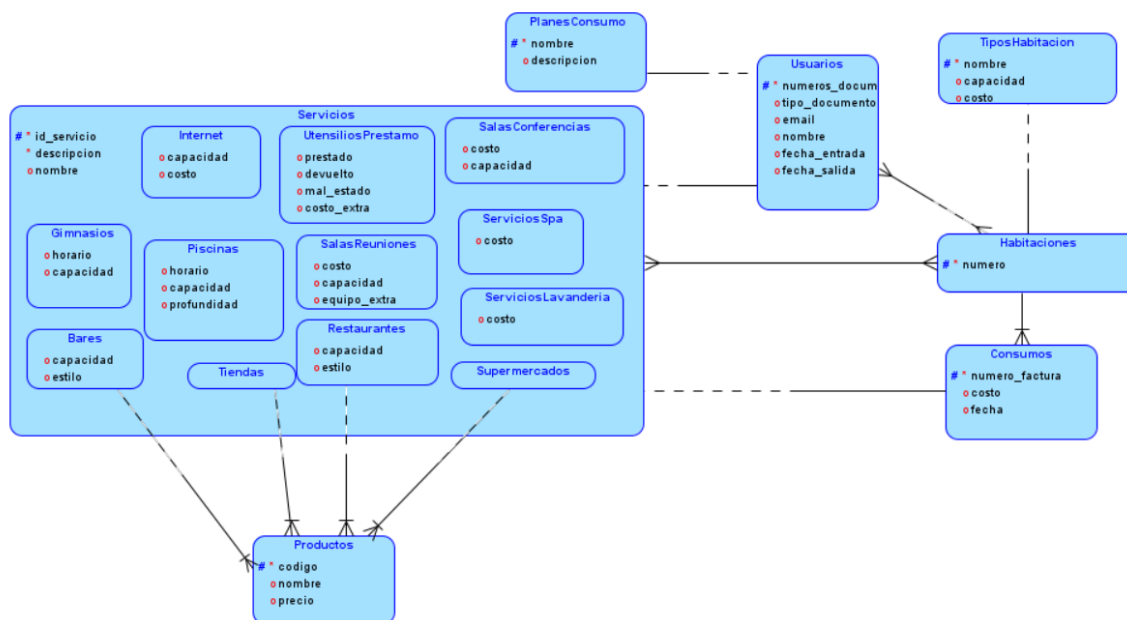 PlanesConsumo
# * nombre
o descripcion
Usuarios
# * numeros_docum
o tipo_documento
o email
o nombre
o fecha_entrada
o fecha_salida
TiposHabitacion
# * nombre
o capacidad
o costo
Servicios
# * id_servicio
* descripcion
o nombre
Internet
o capacidad
o costo
UtensiliosPrestamo
o prestado
o devuelto
o mal_estado
o costo_extra
SalasConferencias
o costo
o capacidad
Gimnasios
o horario
o capacidad
Piscinas
o horario
o capacidad
o profundidad
SalasReuniones
o costo
o capacidad
o equipo_extra
ServiciosSpa
o costo
ServiciosLavanderia
o costo
Bares
o capacidad
o estilo
Tiendas
Restaurantes
o capacidad
o estilo
Supermercados
Habitaciones
# * numero
Consumos
# * numero_factura
o costo
o fecha
Productos
# * codigo
o nombre
o precio